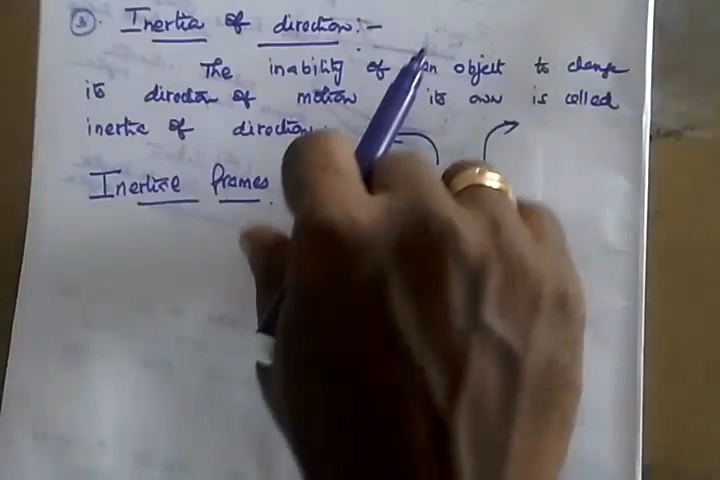 ③. Inertia of direction:-
The inability of an object to change
its direction of motion its own is called
inertia of direction.
Inertial frames